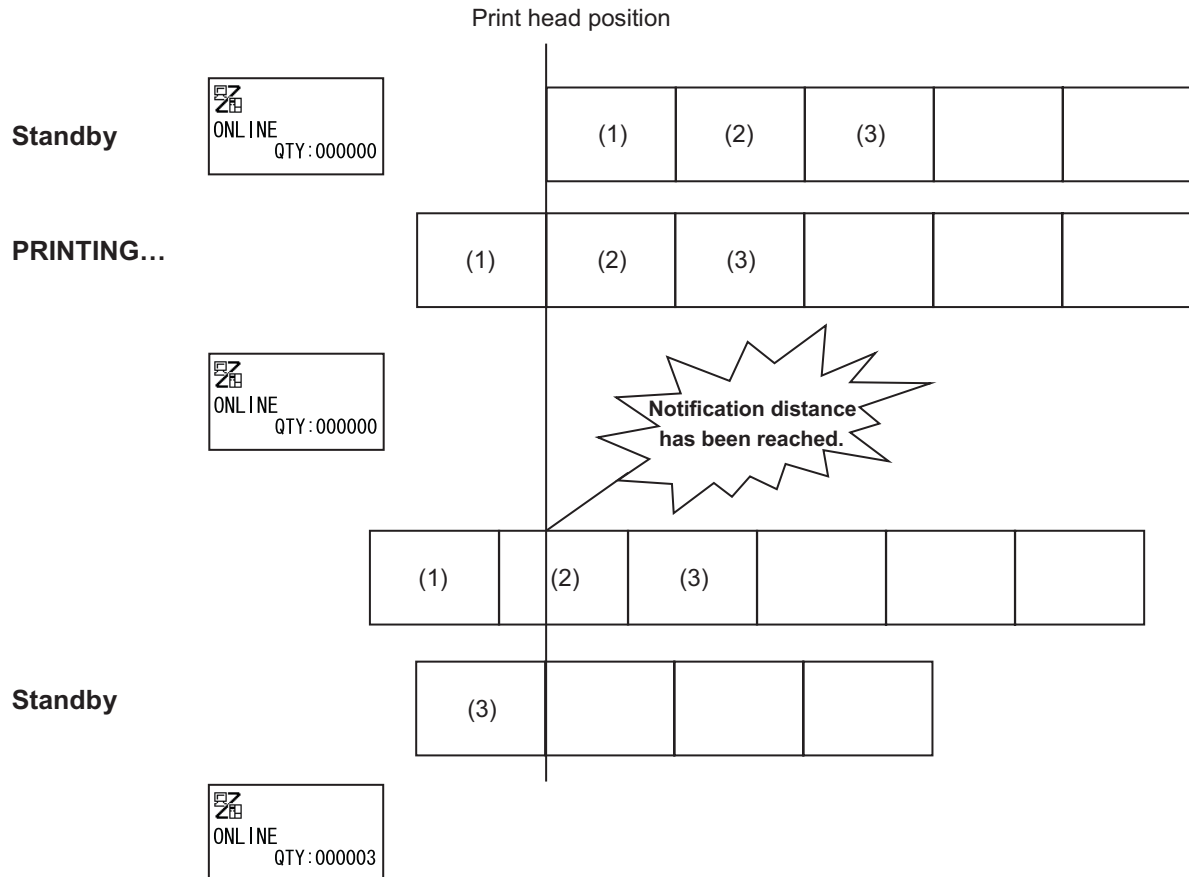 Print head position
Standby
ONLINE
QTY:000000
(1) (2) (3)
PRINTING…
(1) (2) (3)
ONLINE
QTY:000000
Notification distance
has been reached.
(1) (2) (3)
Standby
(3)
ONLINE
QTY:000003